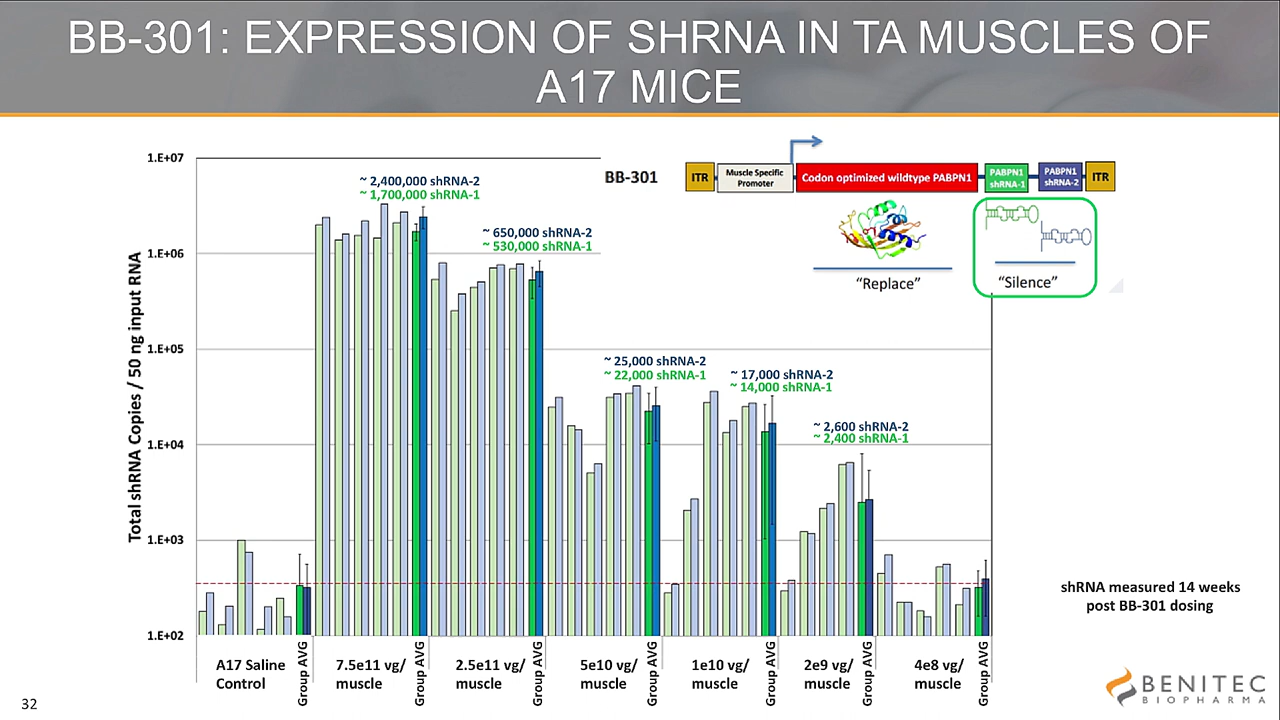 BB-301: EXPRESSION OF SHRNA IN TA MUSCLES OF
A17 MICE
1.E+07
1.E+06
1.E+05
1.E+04
1.E+03
1.E+02
Total shRNA Copies / 50 ng input RNA
~ 2,400,000 shRNA-2
~ 1,700,000 shRNA-1
~ 650,000 shRNA-2
~ 530,000 shRNA-1
~ 25,000 shRNA-2
~ 22,000 shRNA-1
~ 17,000 shRNA-2
~ 14,000 shRNA-1
~ 2,600 shRNA-2
~ 2,400 shRNA-1
BB-301
ITR
Muscle Specific
Promoter
Codon optimized wildtype PABPN1
PABPN1
shRNA-1
PABPN1
shRNA-2
ITR
“Replace”
“Silence”
shRNA measured 14 weeks
post BB-301 dosing
A17 Saline
Control
Group AVG
7.5e11 vg/
muscle
Group AVG
2.5e11 vg/
muscle
Group AVG
5e10 vg/
muscle
Group AVG
1e10 vg/
muscle
Group AVG
2e9 vg/
muscle
Group AVG
4e8 vg/
muscle
Group AVG
32
BENITEC
BIOPHARMA